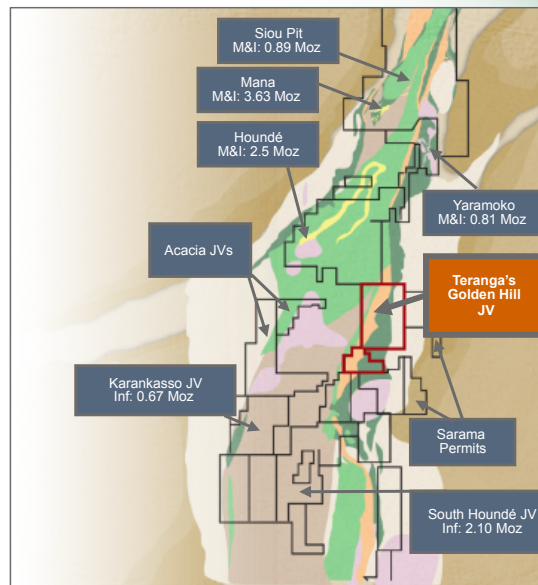 Siou Pit
M&I: 0.89 Moz
Mana
M&I: 3.63 Moz
Houndé
M&I: 2.5 Moz
Yaramoko
M&I: 0.81 Moz
Acacia JVs
Teranga's
Golden Hill
JV
Karankasso JV
Inf: 0.67 Moz
Sarama
Permits
South Houndé JV
Inf: 2.10 Moz